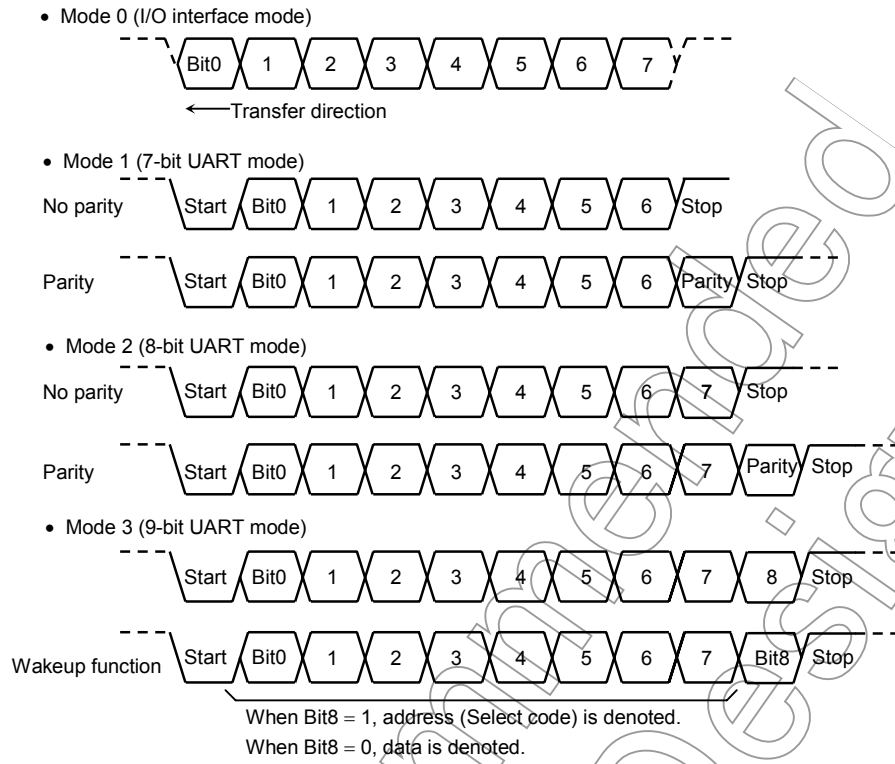 • Mode 0 (I/O interface mode)
Bit0 1 2 3 4 5 6 7
Transfer direction
• Mode 1 (7-bit UART mode)
No parity Start Bit0 1 2 3 4 5 6 Stop
Parity Start Bit0 1 2 3 4 5 6 Parity Stop
• Mode 2 (8-bit UART mode)
No parity Start Bit0 1 2 3 4 5 6 7 Stop
Parity Start Bit0 1 2 3 4 5 6 7 Parity Stop
• Mode 3 (9-bit UART mode)
Start Bit0 1 2 3 4 5 6 7 8 Stop
Wakeup function Start Bit0 1 2 3 4 5 6 7 Bit8 Stop
When Bit8 = 1, address (Select code) is denoted.
When Bit8 = 0, data is denoted.